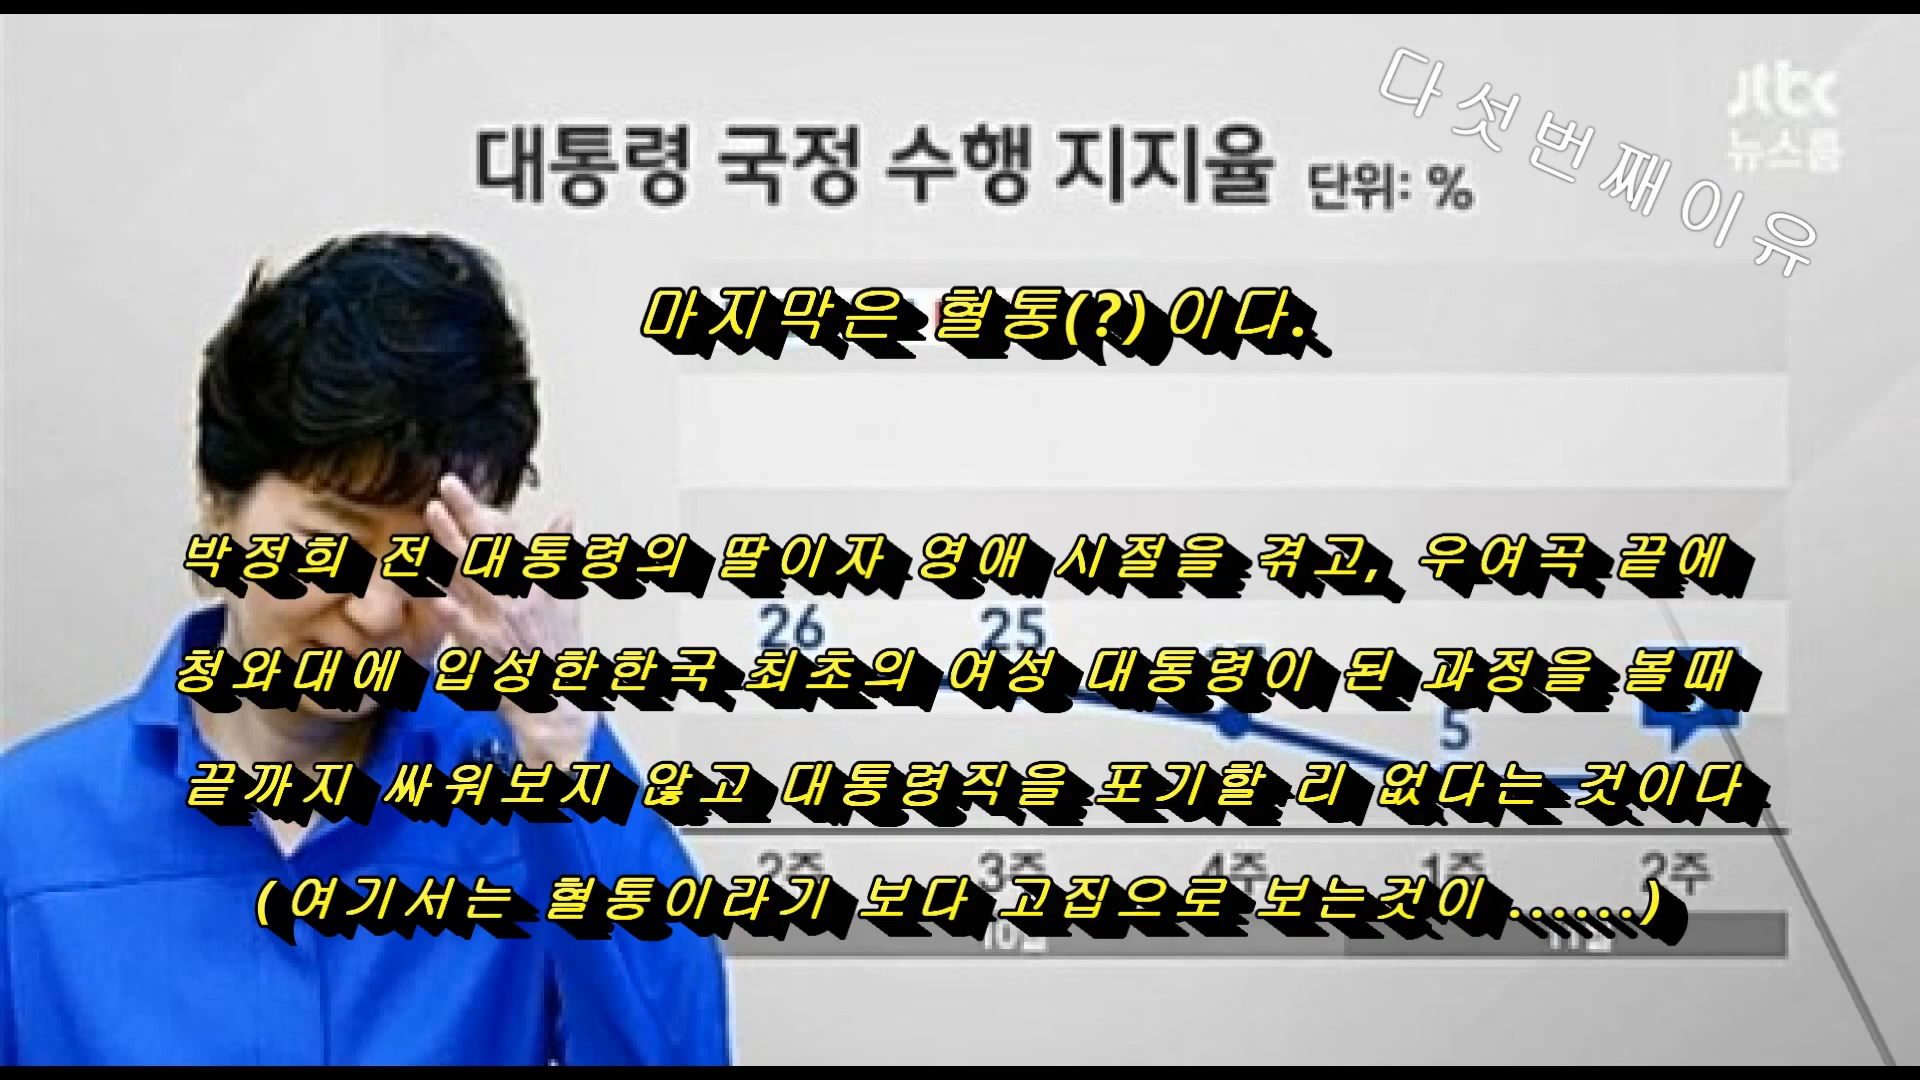 다섯번째이유
jtbc
뉴스룸
대통령 국정 수행 지지율 단위: %
마지막은 혈통(?)이다.
박정희 전 대통령의 딸이자 영애 시절을 겪고, 우여곡 끝에
26 25
청와대에 입성한한국 최초의 여성 대통령이 된 과정을 볼때
5
끝까지 싸워보지 않고 대통령직을 포기할 리 없다는 것이다
2주 3주 4주 1주 2주
(여기서는 혈통이라기 보다 고집으로 보는것이 ......)
10월 11월